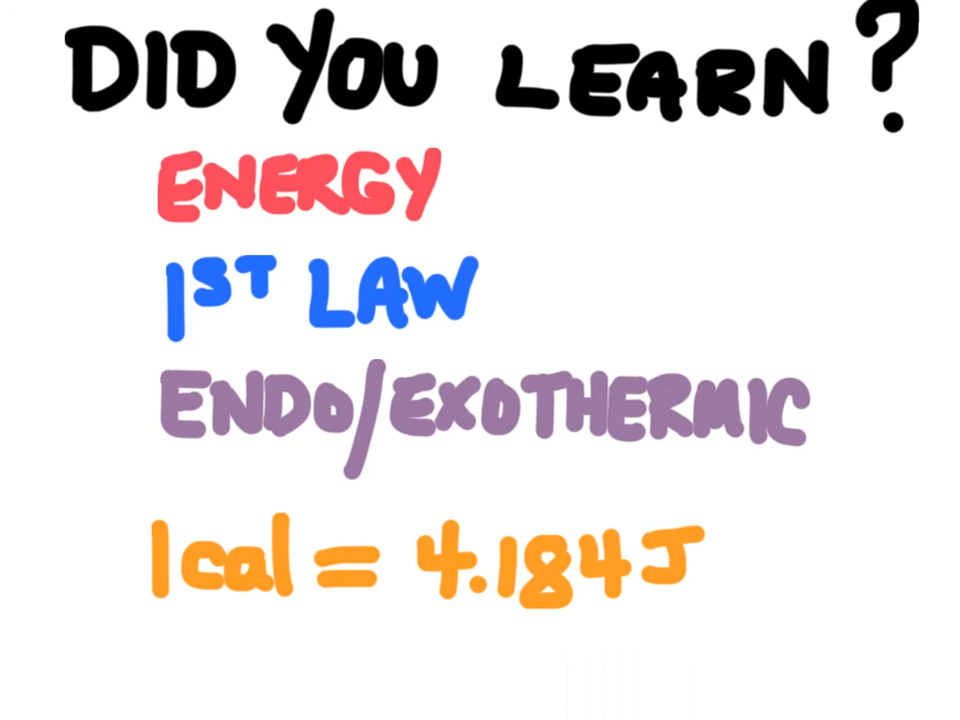 DID YOU LEARN?
ENERGY
1ST LAW
ENDO/EXOTHERMIC
1cal = 4.184J